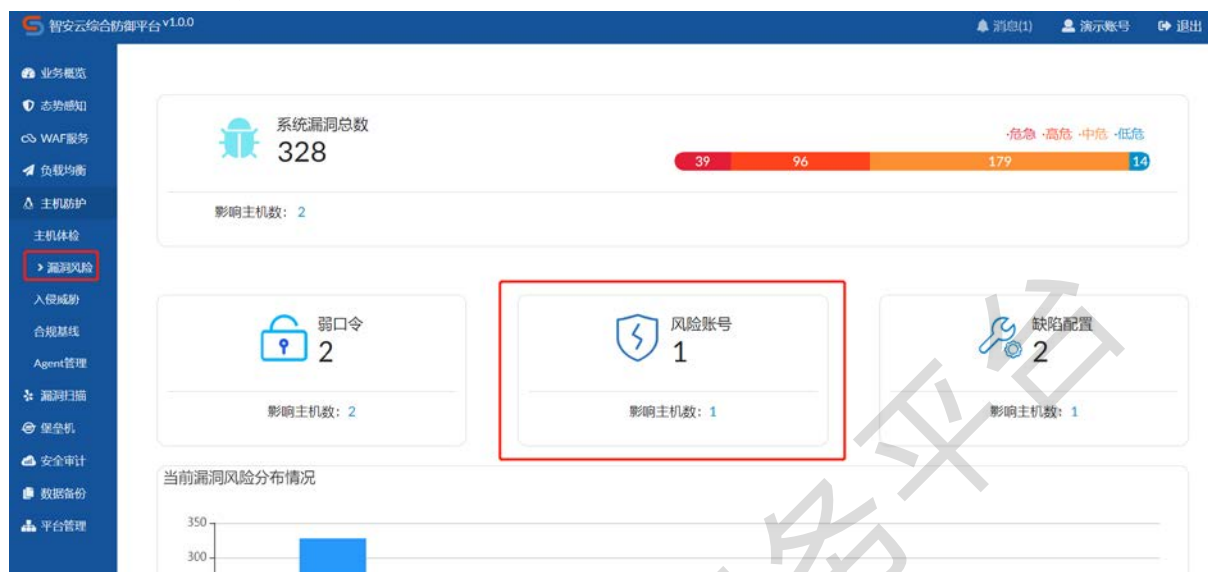 智安云综合防御平台 v1.0.0
消息(1) 演示账号 退出
业务概览
态势感知
WAF服务
负载均衡
主机防护
主机体检
漏洞风险
入侵威胁
合规基线
Agent管理
漏洞扫描
堡垒机
安全审计
数据备份
平台管理
系统漏洞总数
328
·危急 ·高危 ·中危 ·低危
39 96 179 14
影响主机数: 2
弱口令
2
影响主机数: 2
风险账号
1
影响主机数: 1
缺陷配置
2
影响主机数: 1
当前漏洞风险分布情况
350
300
务平台